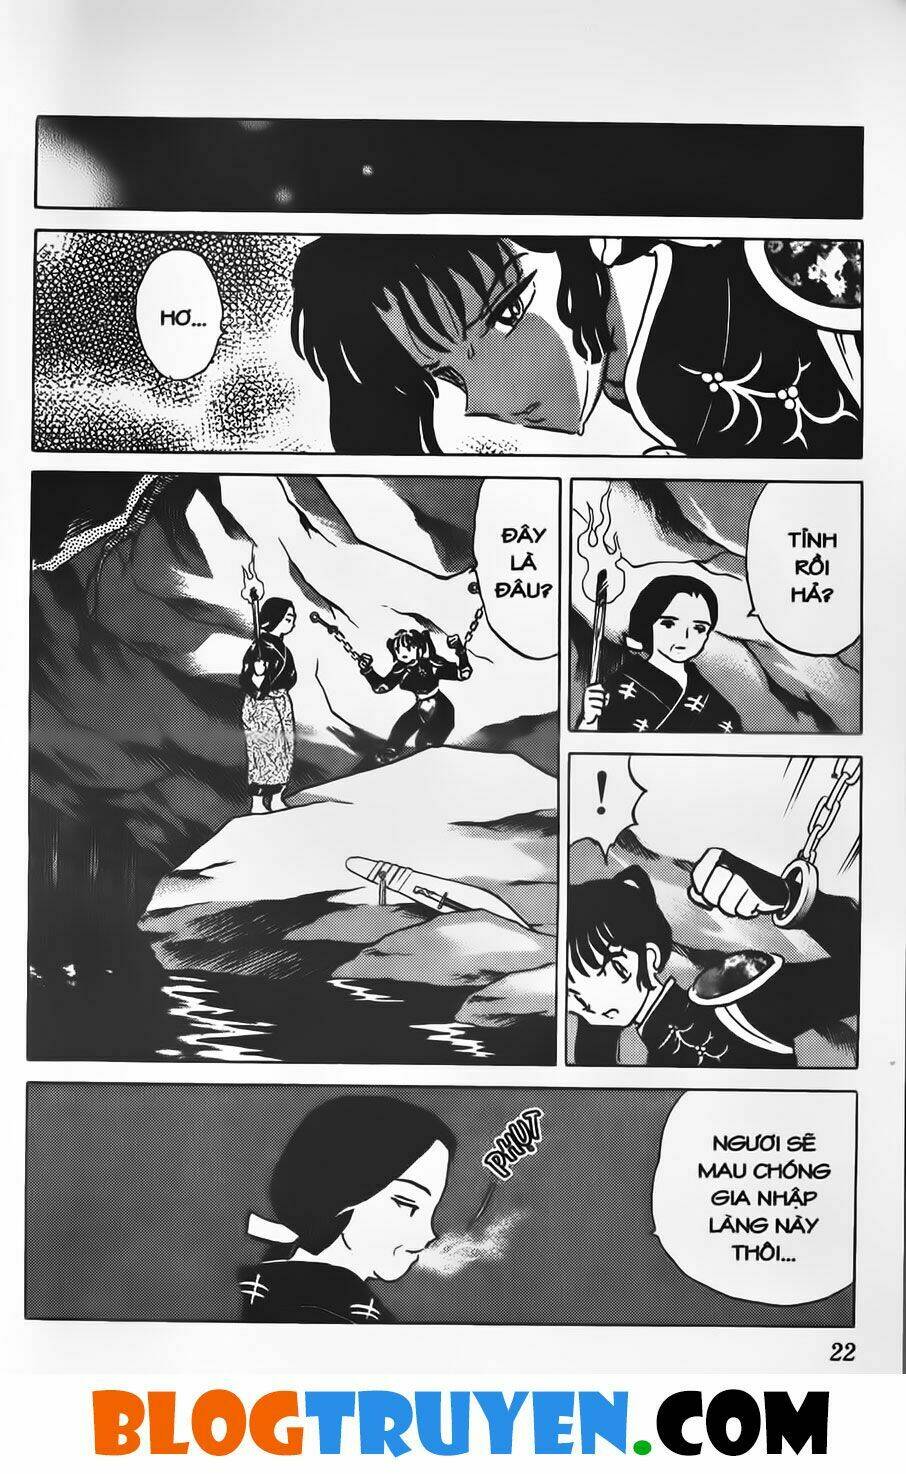 HƠ...
ĐÂY
LÀ
ĐÂU?
TỈNH
RỒI
HẢ?
!
PHỤT
NGƯƠI SẼ
MAU CHÓNG
GIA NHẬP
LÀNG NÀY
THÔI...
22
BLOGTRUYEN.COM